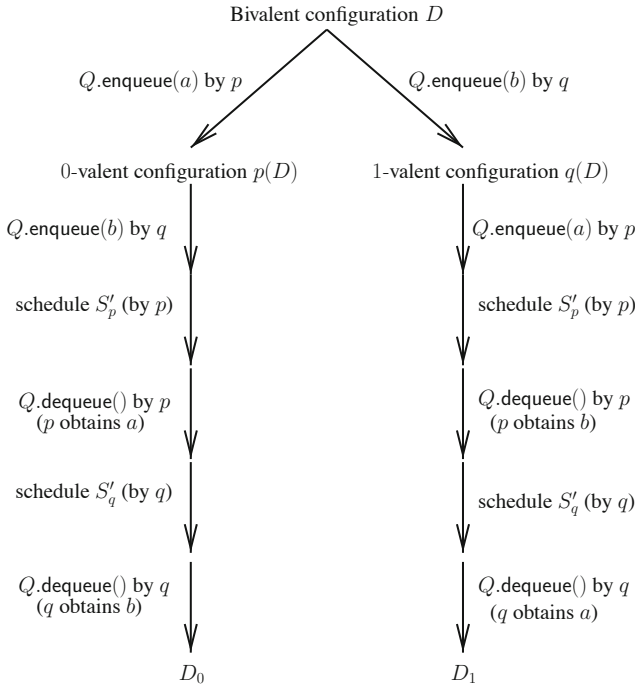 Bivalent configuration D
Q.enqueue(a) by p
Q.enqueue(b) by q
0-valent configuration p(D)
1-valent configuration q(D)
Q.enqueue(b) by q
Q.enqueue(a) by p
schedule S′p (by p)
schedule S′p (by p)
Q.dequeue() by p
(p obtains a)
Q.dequeue() by p
(p obtains b)
schedule S′q (by q)
schedule S′q (by q)
Q.dequeue() by q
(q obtains b)
Q.dequeue() by q
(q obtains a)
D0
D1